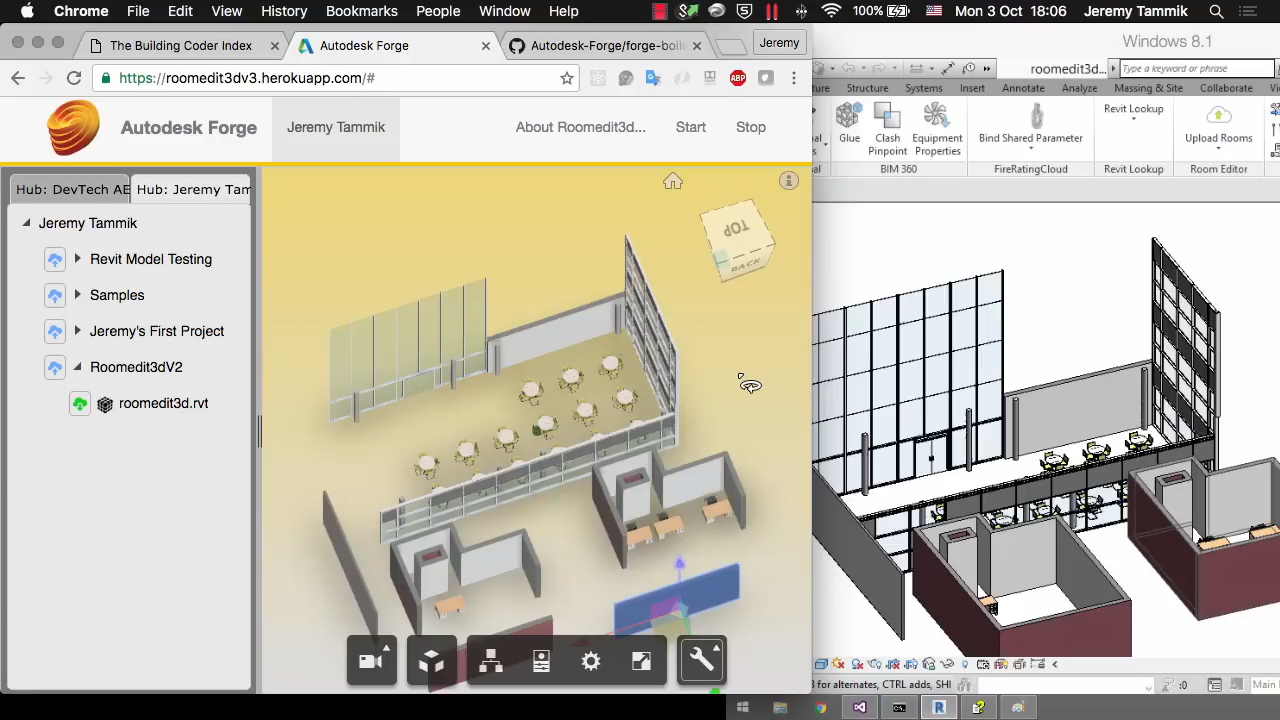 Chrome File Edit View History Bookmarks People Window Help 100% Mon 3 Oct 18:06 Jeremy Tammik
The Building Coder Index
Autodesk Forge
Autodesk-Forge/forge-boile
Jeremy
https://roomedit3dv3.herokuapp.com/#
ABP
Autodesk Forge
Jeremy Tammik
About Roomedit3d...
Start
Stop
Hub: DevTech AE
Hub: Jeremy Tam
Jeremy Tammik
Revit Model Testing
Samples
Jeremy's First Project
Roomedit3dV2
roomedit3d.rvt
TOP
BACK
Windows 8.1
roomedit3d...
Type a keyword or phrase
Structure Systems Insert Annotate Analyze Massing & Site Collaborate
Glue
Clash Pinpoint
Equipment Properties
Bind Shared Parameter
Revit Lookup
Upload Rooms
BIM 360
FireRatingCloud
Revit Lookup
Room Editor
for alternates, CTRL adds, SHI
:0
Main